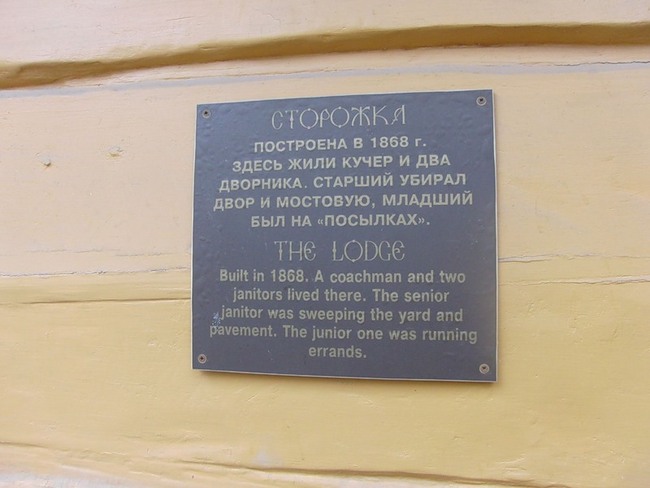 СТОРОЖКА
ПОСТРОЕНА В 1868 г.
ЗДЕСЬ ЖИЛИ КУЧЕР И ДВА
ДВОРНИКА. СТАРШИЙ УБИРАЛ
ДВОР И МОСТОВУЮ, МЛАДШИЙ
БЫЛ НА «ПОСЫЛКАХ».
THE LODGE
Built in 1868. A coachman and two
janitors lived there. The senior
janitor was sweeping the yard and
pavement. The junior one was running
errands.